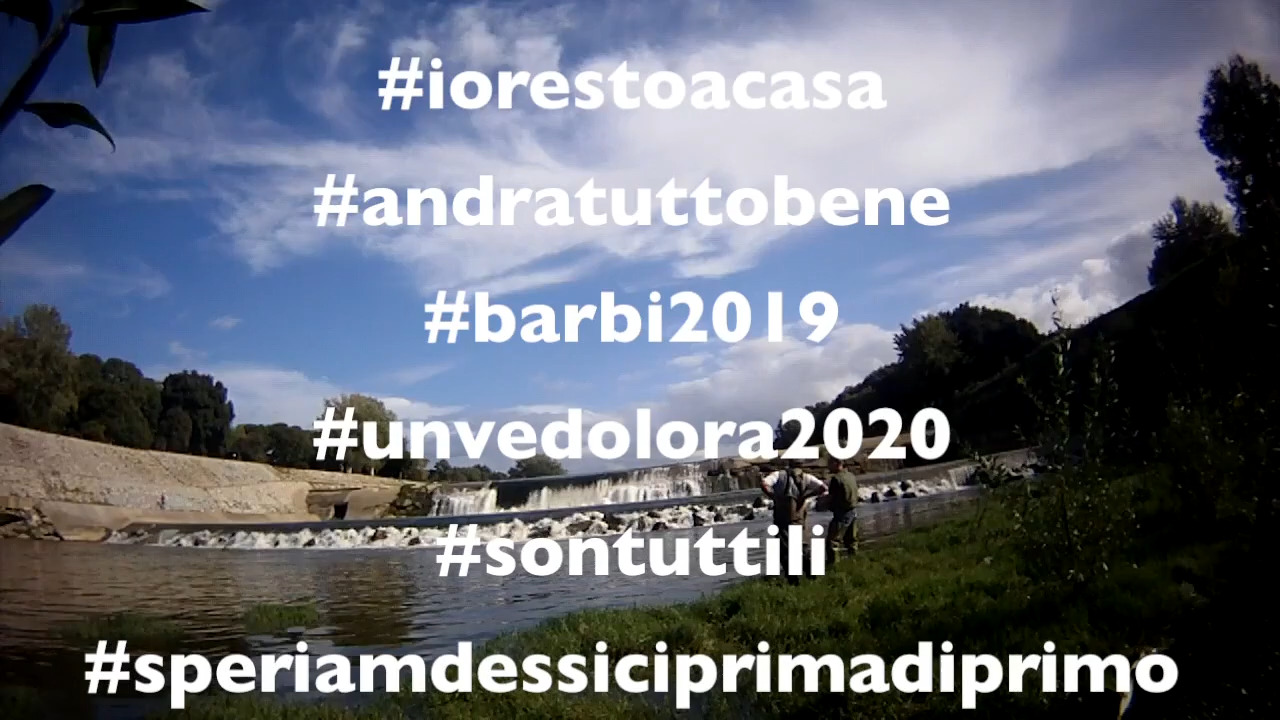 #iorestoacasa
#andratuttobene
#barbi2019
#unvedolora2020
#sontuttili
#speriamdessiciprimadiprimo